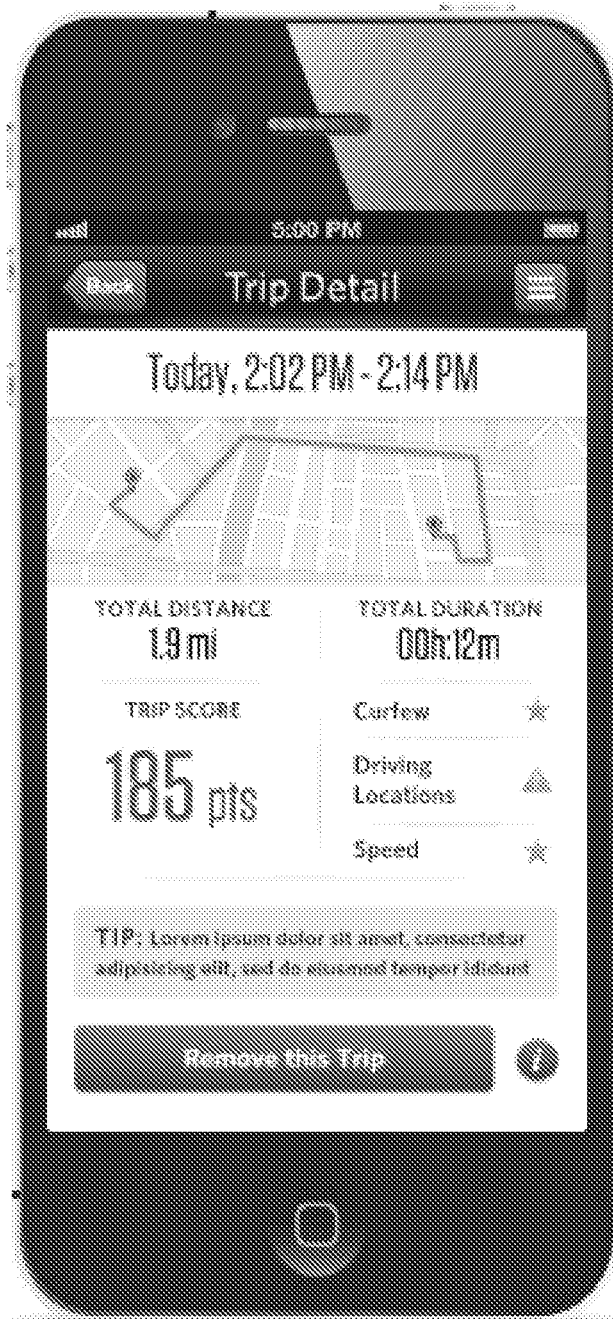 5:00 PM
Back
Trip Detail
Today, 2:02 PM - 2:14 PM
TOTAL DISTANCE
1.9 mi
TOTAL DURATION
00h:12m
TRIP SCORE
185 pts
Curfew
Driving
Locations
Speed
TIP: Lorem ipsum dolor sit amet, consectetur
adipisicing elit, sed do eiusmod tempor ididunt
Remove this Trip
i